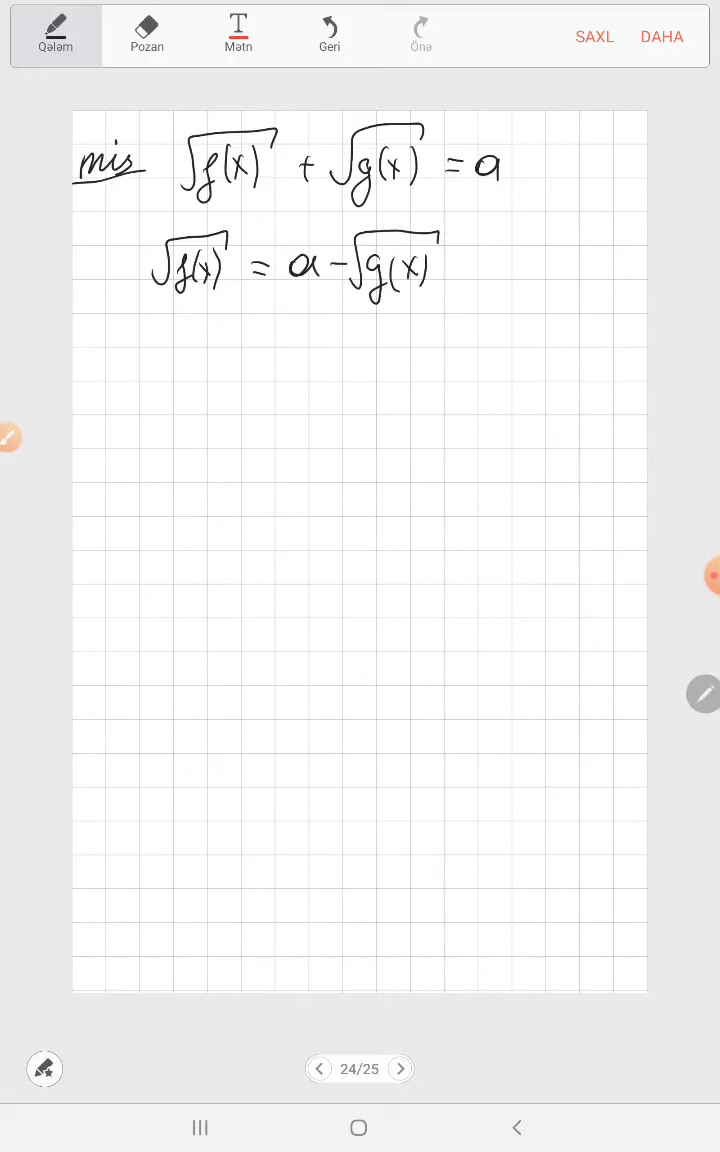 Qələm Pozan Mətn Geri Önə SAXL DAHA
mis √f(x) + √g(x) = a
√f(x) = a - √g(x)
24/25